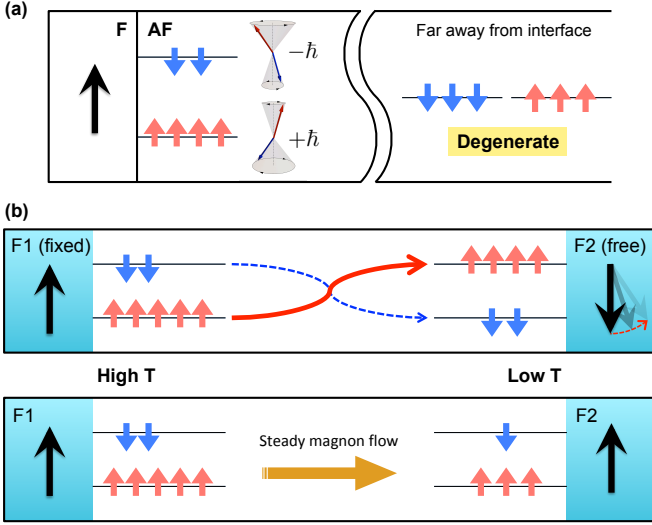 (a)
F
AF
−ħ
+ħ
Far away from interface
Degenerate
(b)
F1 (fixed)
F2 (free)
High T
Low T
F1
F2
Steady magnon flow